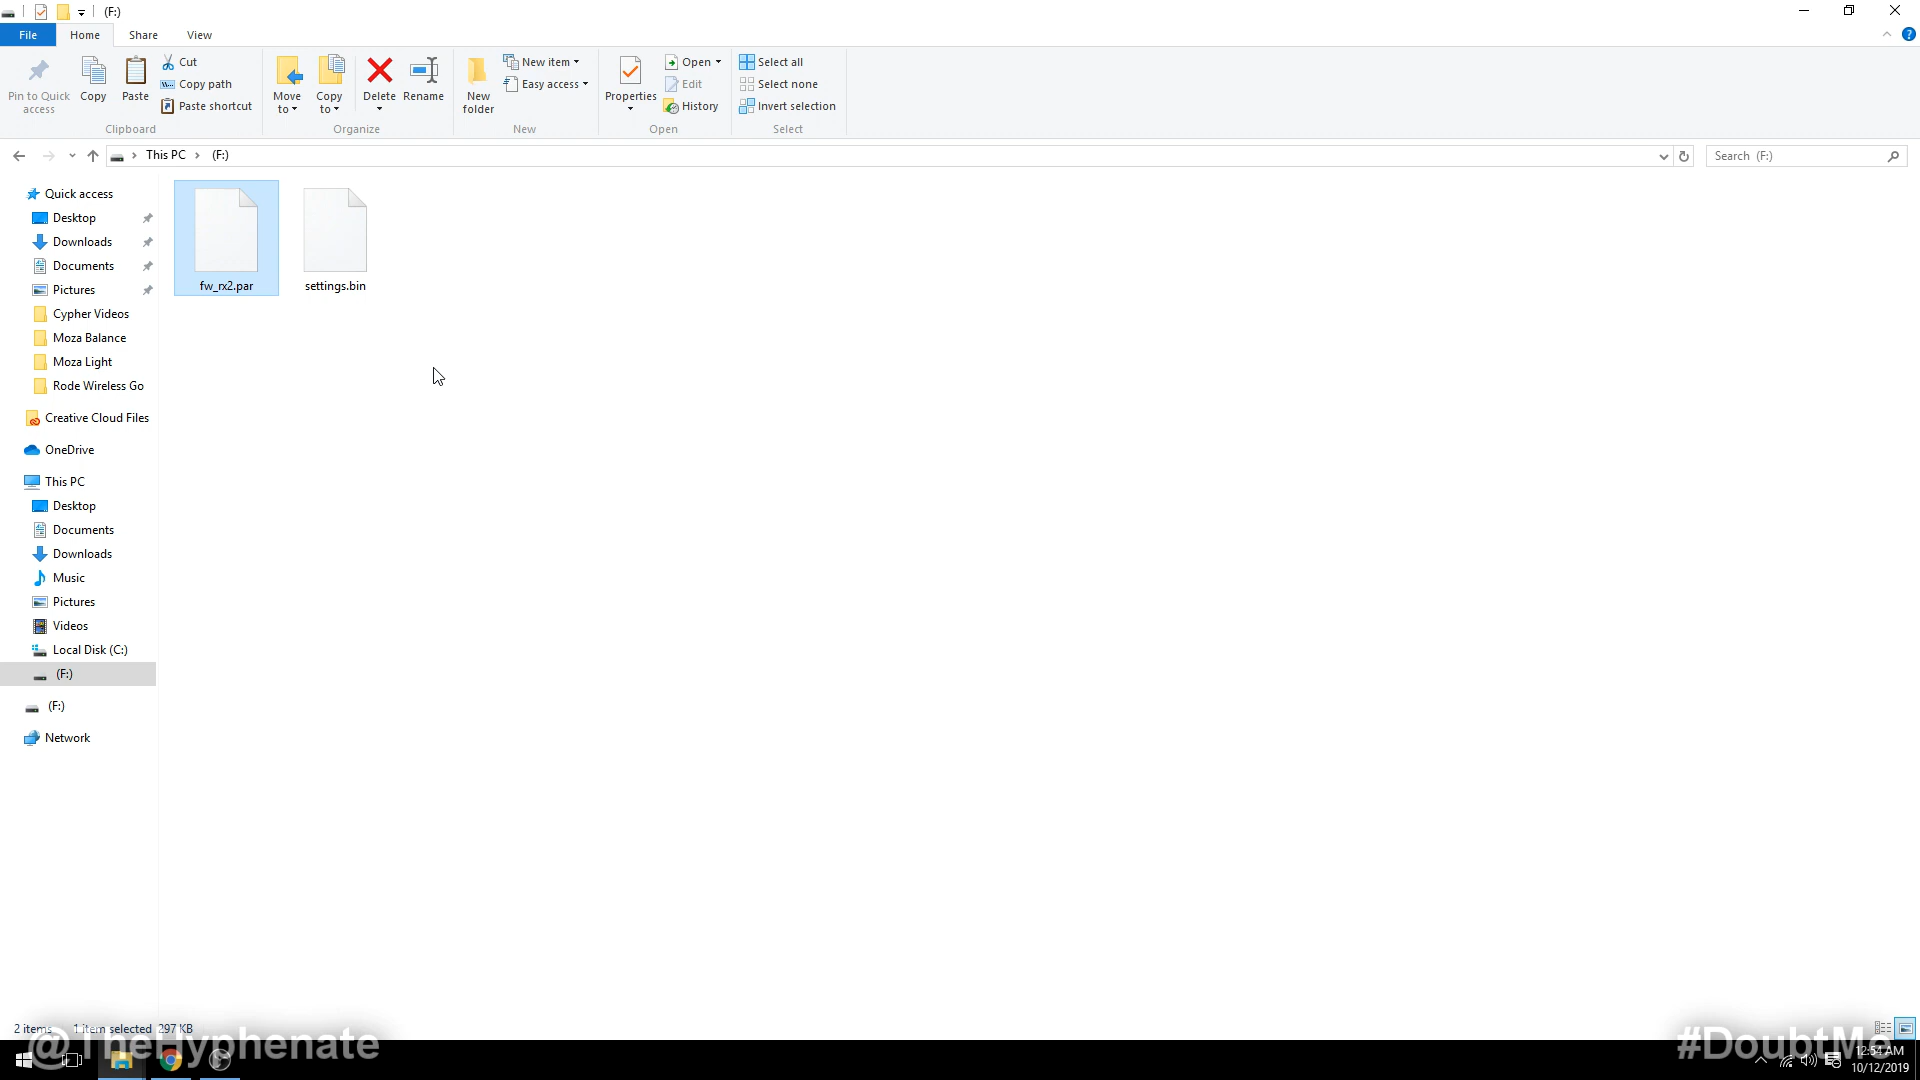 (F:)
File
Home
Share
View
Pin to Quick
access
Copy
Paste
Cut
Copy path
Paste shortcut
Clipboard
Move
to
Copy
to
Delete
Rename
Organize
New
folder
New item
Easy access
New
Properties
Open
Edit
History
Open
Select all
Select none
Invert selection
Select
This PC
(F:)
Search (F:)
Quick access
Desktop
Downloads
Documents
Pictures
Cypher Videos
Moza Balance
Moza Light
Rode Wireless Go
Creative Cloud Files
OneDrive
This PC
Desktop
Documents
Downloads
Music
Pictures
Videos
Local Disk (C:)
(F:)
(F:)
Network
fw_rx2.par
settings.bin
2 items
1 item selected 297 KB
@TheHyphenate
#DoubtMe
12:54 AM
10/12/2019